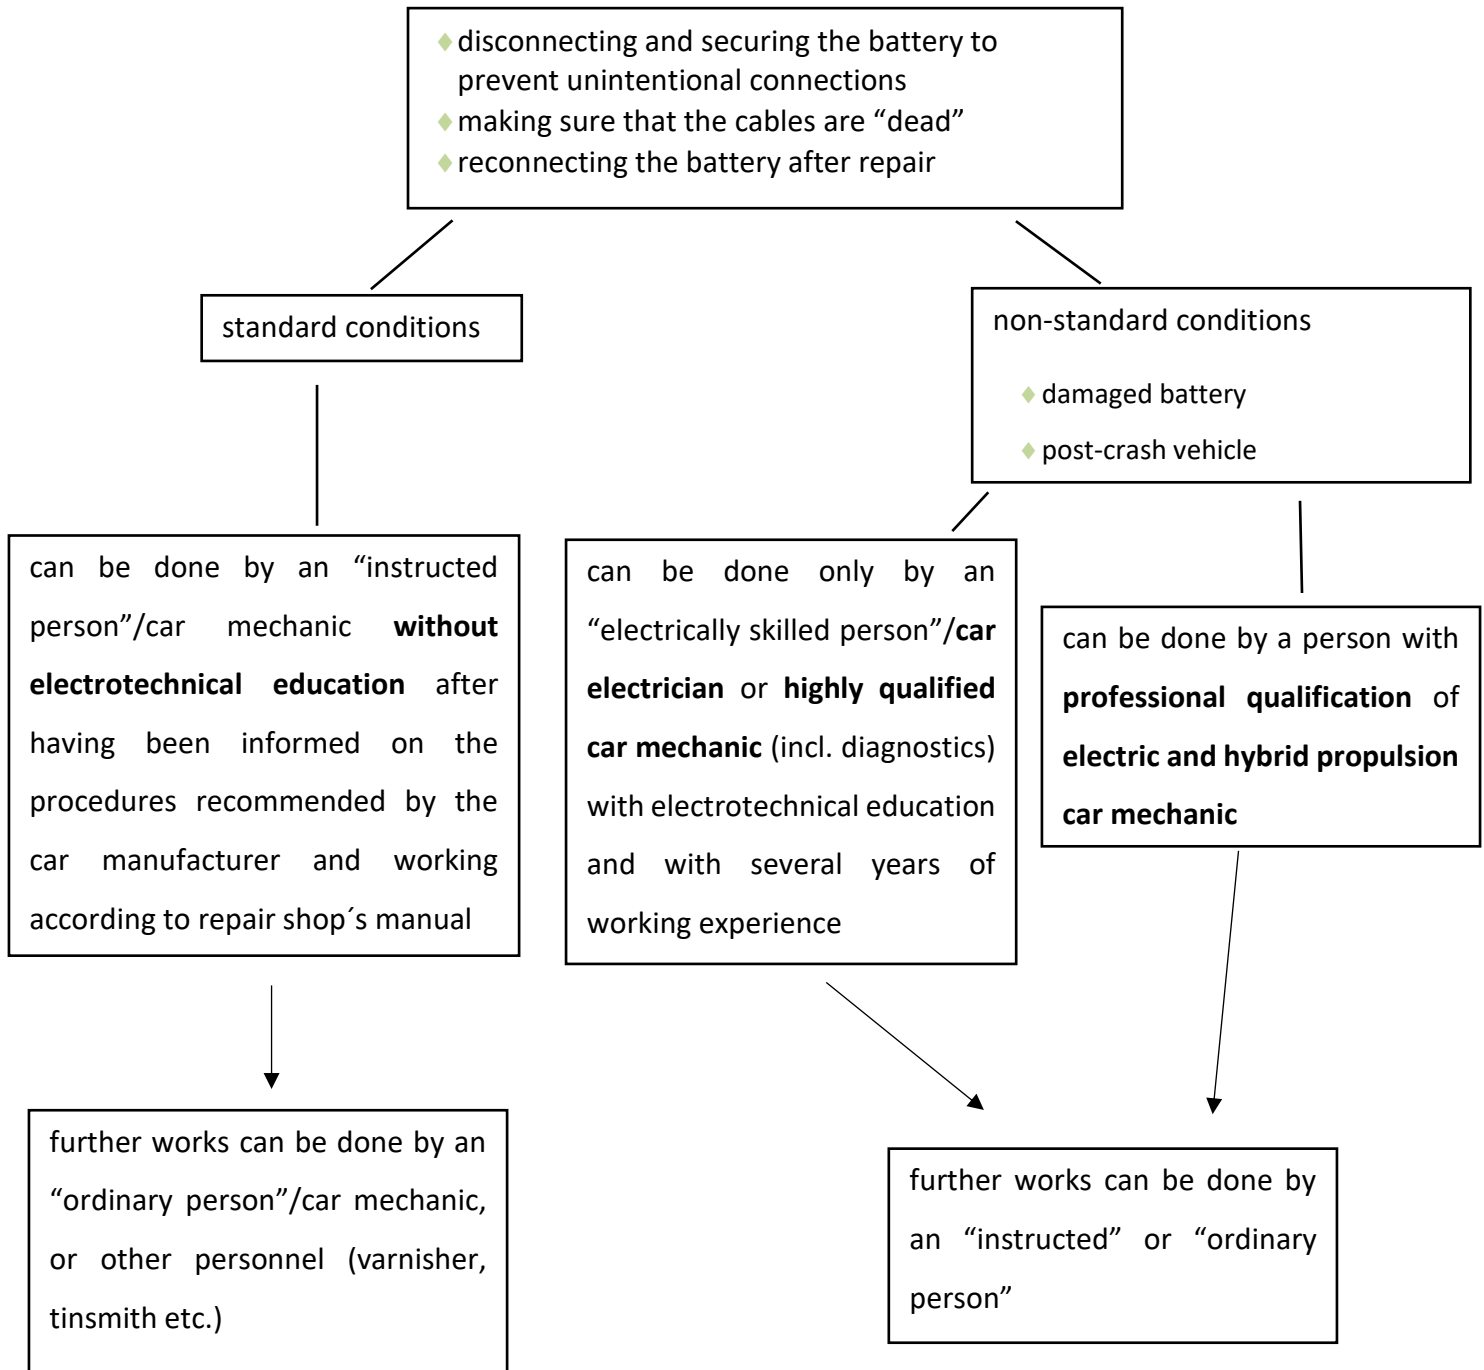 ♦ disconnecting and securing the battery to
prevent unintentional connections
♦ making sure that the cables are “dead”
♦ reconnecting the battery after repair
standard conditions
non-standard conditions
♦ damaged battery
♦ post-crash vehicle
can be done by an “instructed
person”/car mechanic without
electrotechnical education after
having been informed on the
procedures recommended by the
car manufacturer and working
according to repair shop´s manual
can be done only by an
“electrically skilled person”/car
electrician or highly qualified
car mechanic (incl. diagnostics)
with electrotechnical education
and with several years of
working experience
can be done by a person with
professional qualification of
electric and hybrid propulsion
car mechanic
further works can be done by an
“ordinary person”/car mechanic,
or other personnel (varnisher,
tinsmith etc.)
further works can be done by
an “instructed” or “ordinary
person”